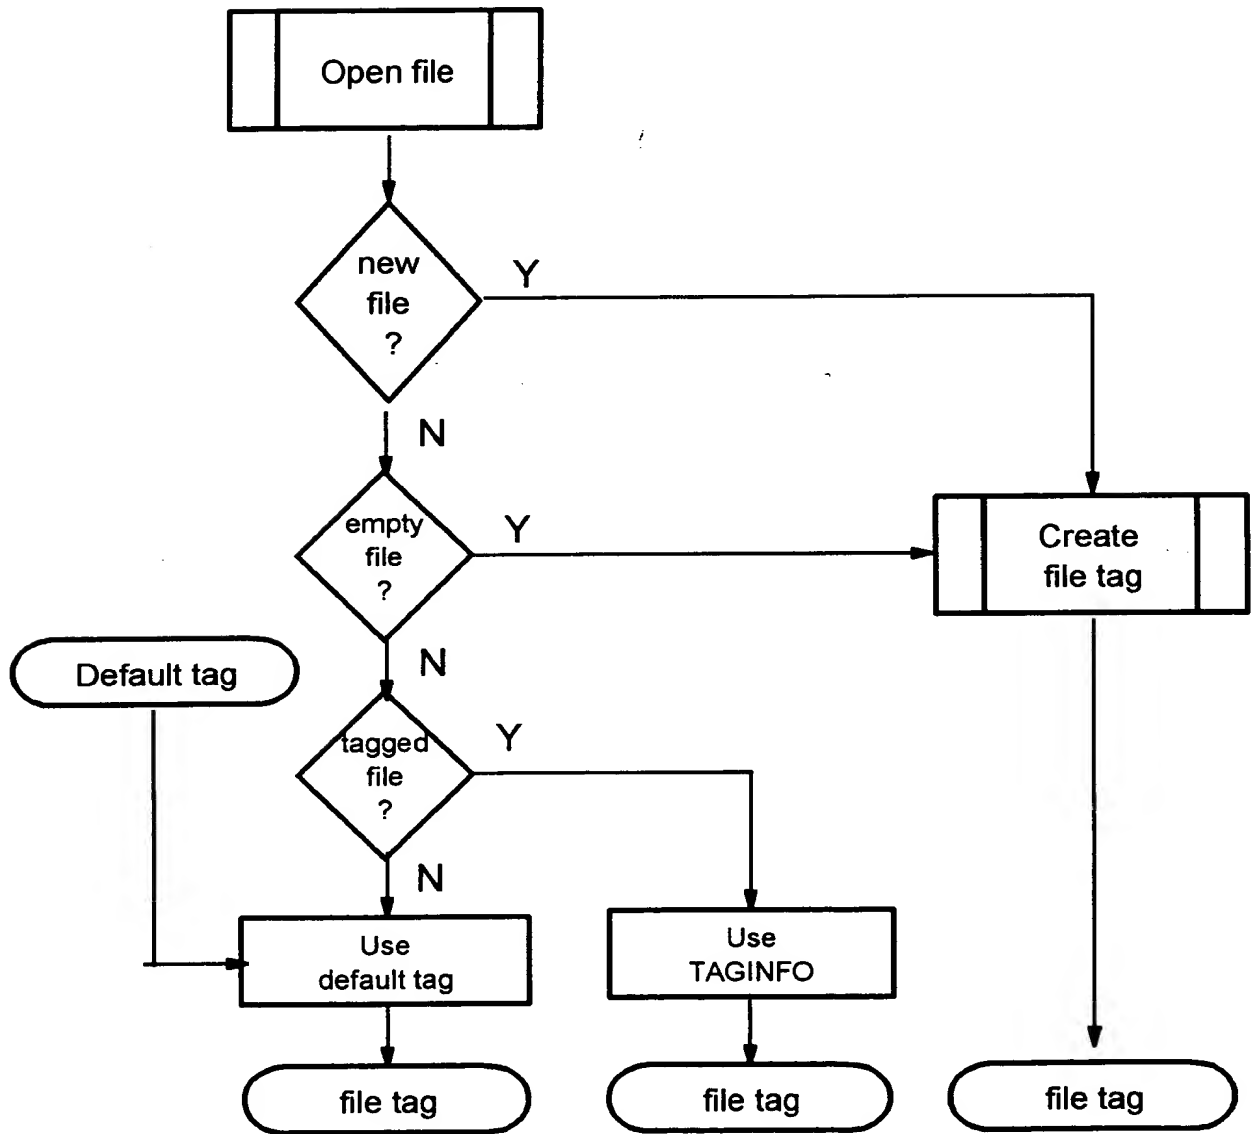 Open file
new
file
?
Y
N
empty
file
?
Y
Create
file tag
N
Default tag
tagged
file
?
Y
N
Use
default tag
Use
TAGINFO
file tag
file tag
file tag